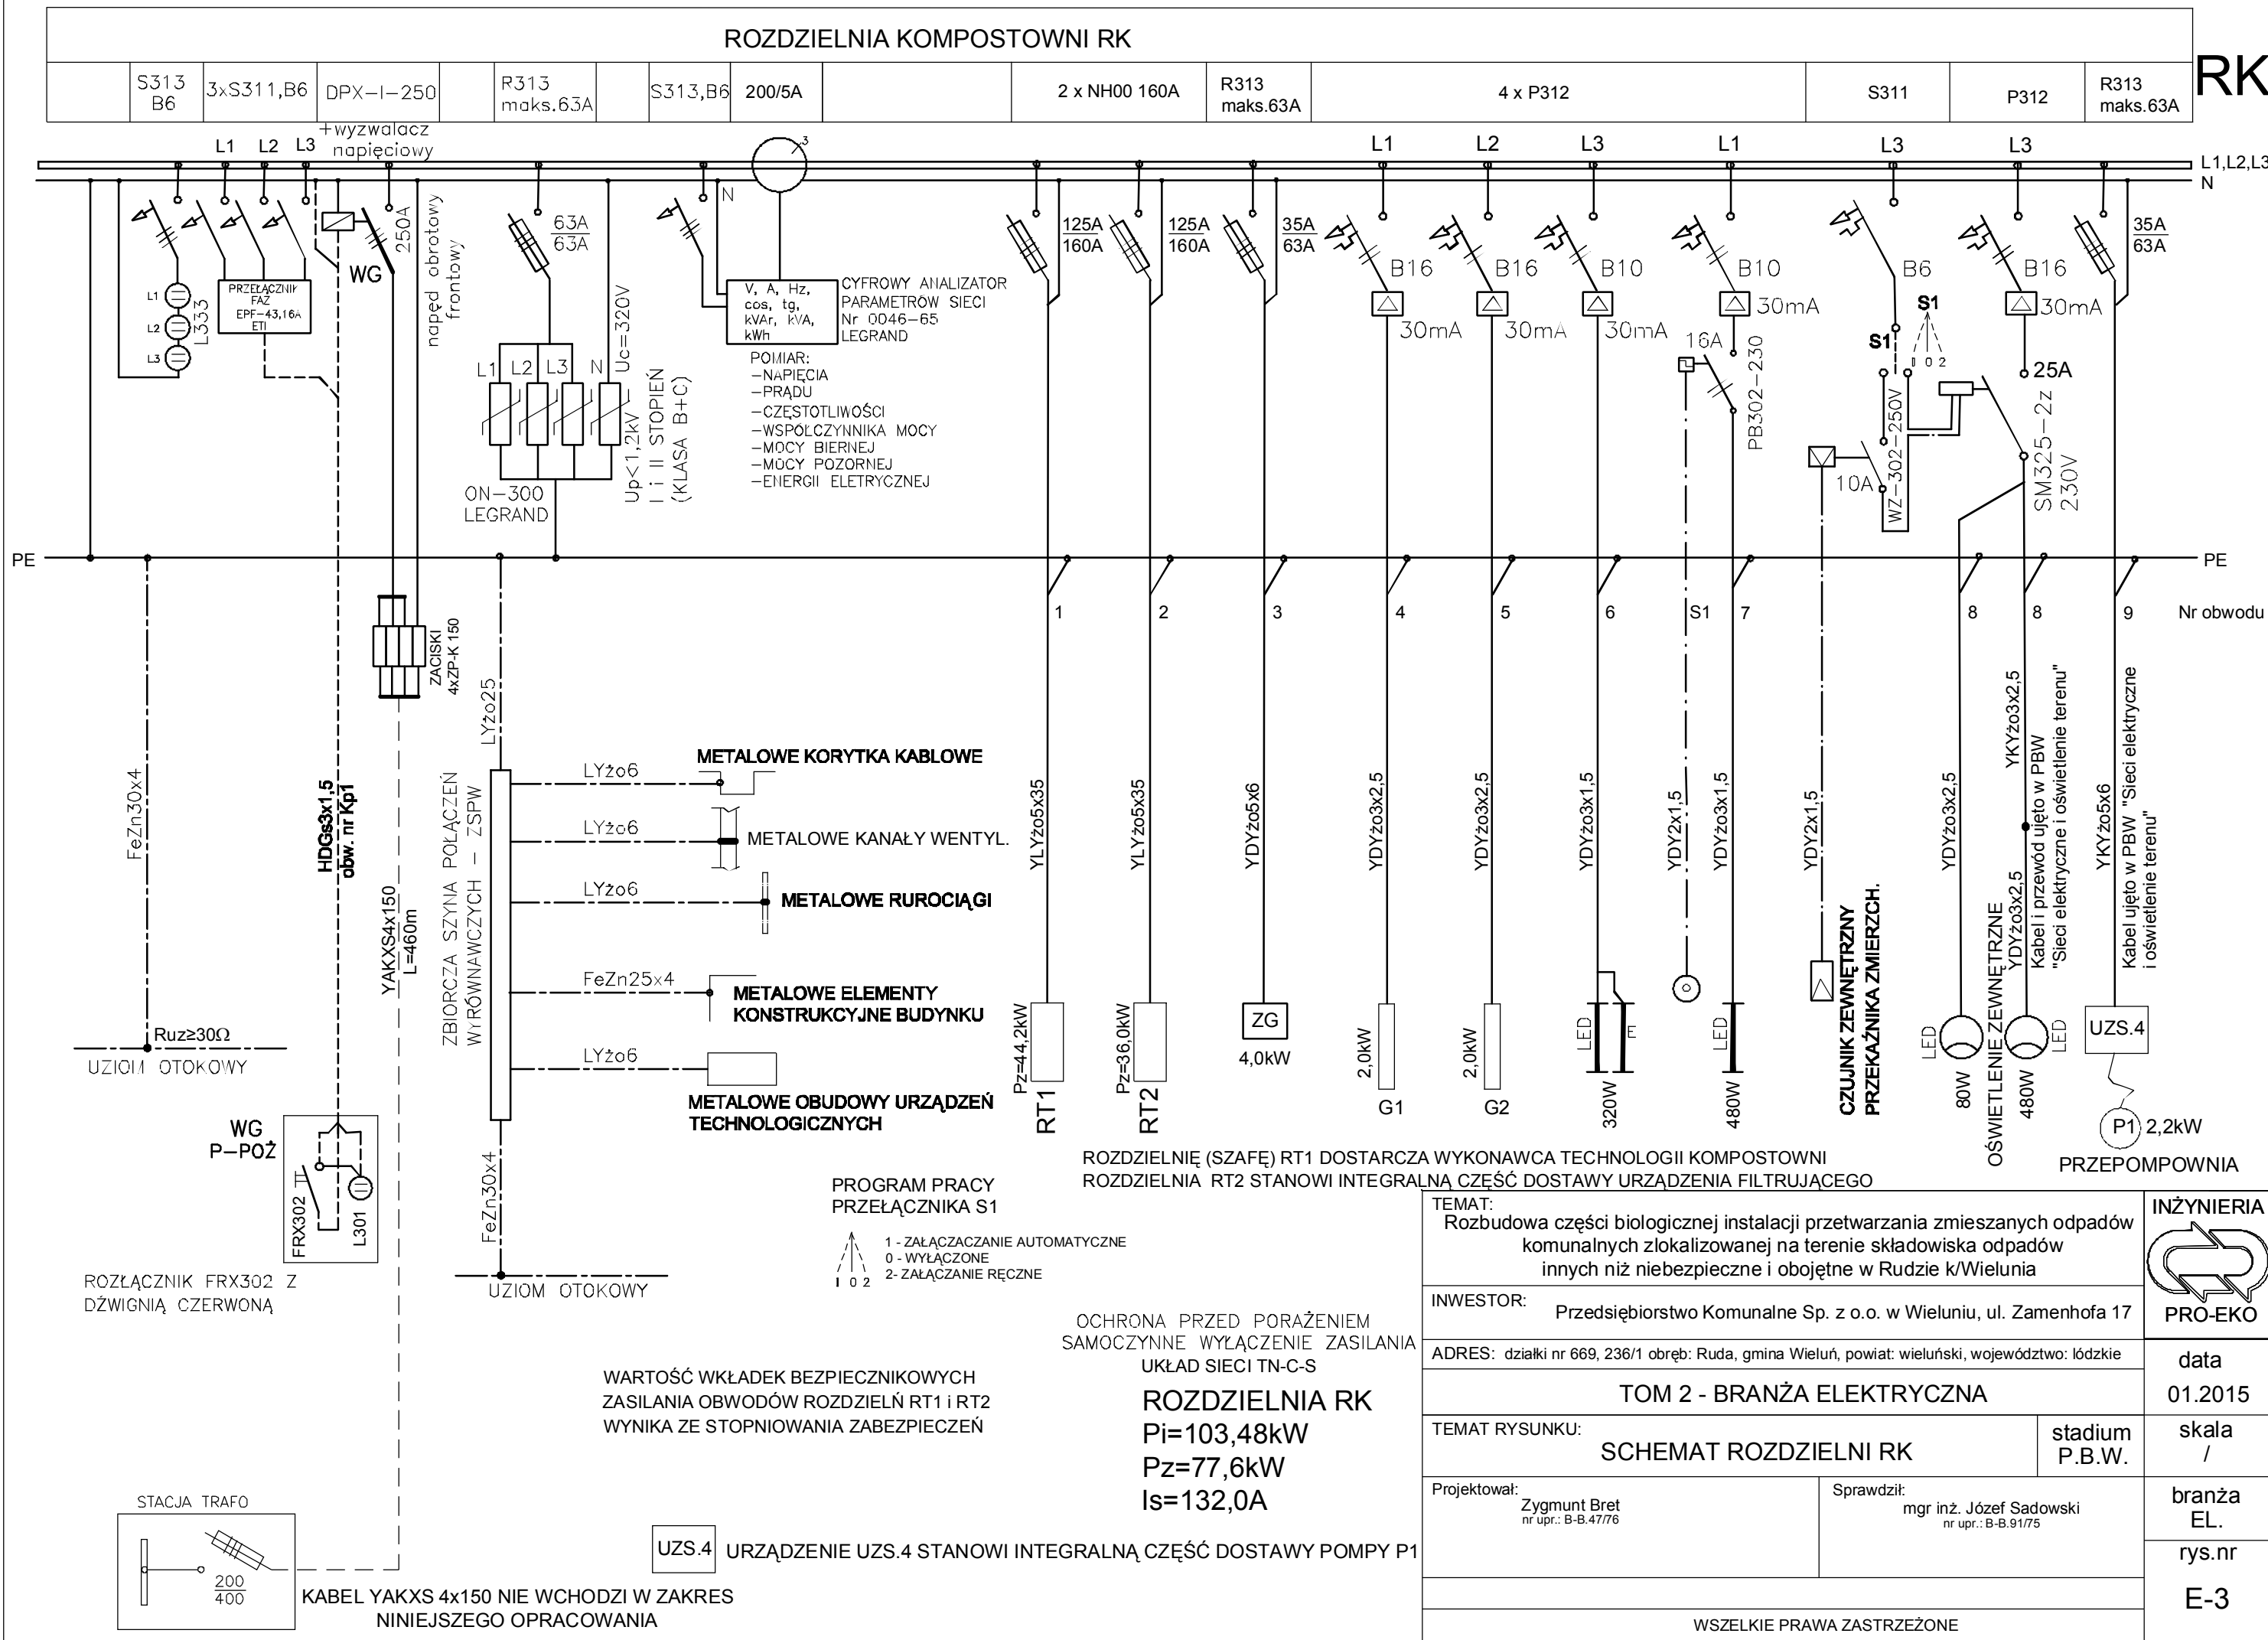 ROZDZIELNIA KOMPOSTOWNI RK
RK
S313
B6
3xS311,B6
DPX-I-250
R313
maks.63A
S313,B6
200/5A
2 x NH00 160A
R313
maks.63A
4 x P312
S311
P312
R313
maks.63A
+wyzwalacz
napięciowy
L1 L2 L3
3
L1
L2
L3
L1
L3
L3
L1,L2,L3
N
L1
L2
L3
L333
PRZEŁĄCZNIK
FAZ
EPF-43,16A
ETI
WG
250A
napęd obrotowy
frontowy
63A
63A
L1 L2 L3 N
Uc=320V
Up<1,2kV
I i II STOPIEŃ
(KLASA B+C)
ON-300
LEGRAND
N
V, A, Hz,
cos, tg,
kVAr, kVA,
kWh
CYFROWY ANALIZATOR
PARAMETRÓW SIECI
Nr 0046-65
LEGRAND
POMIAR:
-NAPIĘCIA
-PRĄDU
-CZĘSTOTLIWOŚCI
-WSPÓŁCZYNNIKA MOCY
-MOCY BIERNEJ
-MOCY POZORNEJ
-ENERGII ELETRYCZNEJ
125A
160A
125A
160A
35A
63A
B16
30mA
B16
30mA
B10
30mA
B10
30mA
16A
PB302-230
B6
S1
S1
I 0 2
10A
WZ-302-250V
B16
30mA
25A
SM325-2z
230V
35A
63A
PE
PE
1
2
3
4
5
6
S1
7
8
8
9
Nr obwodu
ZACISKI
4xZP-K 150
FeZn30x4
HDGs3x1,5
obw. nr Kp1
YAKXS4x150
L=460m
LYżo25
ZBIORCZA SZYNA POŁĄCZEŃ
WYRÓWNAWCZYCH - ZSPW
LYżo6
METALOWE KORYTKA KABLOWE
LYżo6
METALOWE KANAŁY WENTYL.
LYżo6
METALOWE RUROCIĄGI
FeZn25x4
METALOWE ELEMENTY
KONSTRUKCYJNE BUDYNKU
LYżo6
METALOWE OBUDOWY URZĄDZEŃ
TECHNOLOGICZNYCH
FeZn30x4
UZIOM OTOKOWY
Ruz≥30Ω
UZIOM OTOKOWY
YLYżo5x35
YLYżo5x35
YDYżo5x6
YDYżo3x2,5
YDYżo3x2,5
YDYżo3x1,5
YDY2x1,5
YDYżo3x1,5
YDY2x1,5
YDYżo3x2,5
YKYżo3x2,5
YDYżo3x2,5
Kabel i przewód ujęto w PBW
"Sieci elektryczne i oświetlenie terenu"
YKYżo5x6
Kabel ujęto w PBW "Sieci elektryczne
i oświetlenie terenu"
Pz=44,2kW
RT1
Pz=36,0kW
RT2
ZG
4,0kW
2,0kW
G1
2,0kW
G2
LED
E
320W
LED
480W
CZUJNIK ZEWNĘTRZNY
PRZEKAŹNIKA ZMIERZCH.
LED
80W
OŚWIETLENIE ZEWNĘTRZNE
LED
480W
UZS.4
P1
2,2kW
PRZEPOMPOWNIA
WG
P-POŻ
FRX302
L301
ROZŁĄCZNIK FRX302 Z
DŹWIGNIĄ CZERWONĄ
ROZDZIELNIĘ (SZAFĘ) RT1 DOSTARCZA WYKONAWCA TECHNOLOGII KOMPOSTOWNI
ROZDZIELNIA RT2 STANOWI INTEGRALNĄ CZĘŚĆ DOSTAWY URZĄDZENIA FILTRUJĄCEGO
PROGRAM PRACY
PRZEŁĄCZNIKA S1
I 0 2
1 - ZAŁĄCZACZANIE AUTOMATYCZNE
0 - WYŁĄCZONE
2- ZAŁĄCZANIE RĘCZNE
OCHRONA PRZED PORAŻENIEM
SAMOCZYNNE WYŁĄCZENIE ZASILANIA
UKŁAD SIECI TN-C-S
ROZDZIELNIA RK
Pi=103,48kW
Pz=77,6kW
Is=132,0A
WARTOŚĆ WKŁADEK BEZPIECZNIKOWYCH
ZASILANIA OBWODÓW ROZDZIELŃ RT1 i RT2
WYNIKA ZE STOPNIOWANIA ZABEZPIECZEŃ
STACJA TRAFO
200
400
UZS.4
URZĄDZENIE UZS.4 STANOWI INTEGRALNĄ CZĘŚĆ DOSTAWY POMPY P1
KABEL YAKXS 4x150 NIE WCHODZI W ZAKRES
NINIEJSZEGO OPRACOWANIA
TEMAT:
Rozbudowa części biologicznej instalacji przetwarzania zmieszanych odpadów
komunalnych zlokalizowanej na terenie składowiska odpadów
innych niż niebezpieczne i obojętne w Rudzie k/Wielunia
INŻYNIERIA
PRO-EKO
INWESTOR:
Przedsiębiorstwo Komunalne Sp. z o.o. w Wieluniu, ul. Zamenhofa 17
ADRES: działki nr 669, 236/1 obręb: Ruda, gmina Wieluń, powiat: wieluński, województwo: lódzkie
data
01.2015
TOM 2 - BRANŻA ELEKTRYCZNA
TEMAT RYSUNKU:
SCHEMAT ROZDZIELNI RK
stadium
P.B.W.
skala
/
Projektował:
Zygmunt Bret
nr upr.: B-B.47/76
Sprawdził:
mgr inż. Józef Sadowski
nr upr.: B-B.91/75
branża
EL.
rys.nr
E-3
WSZELKIE PRAWA ZASTRZEŻONE